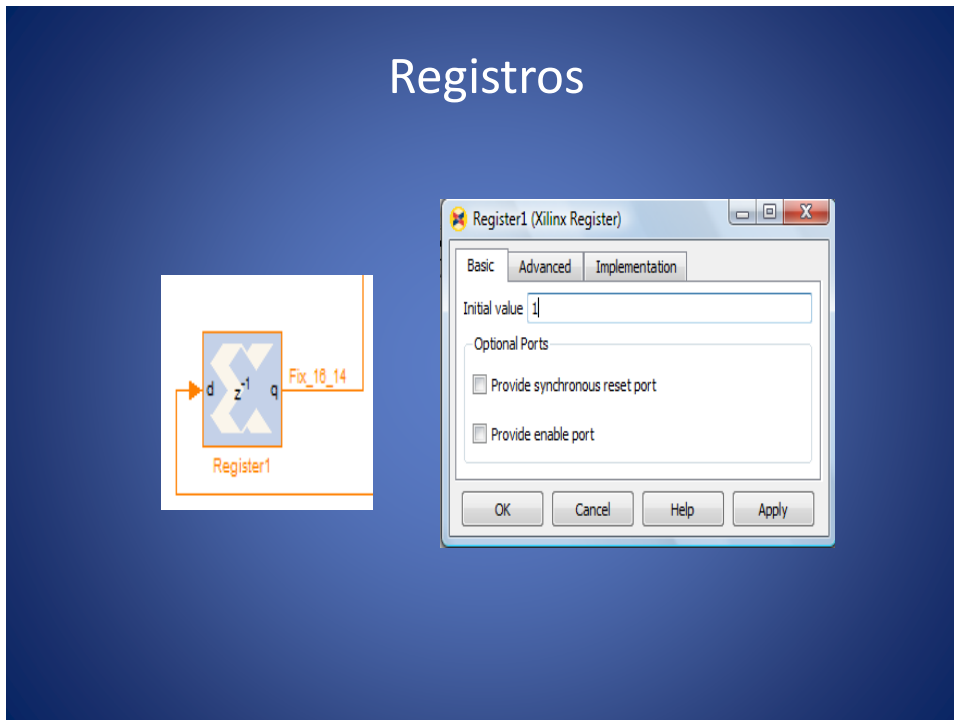 Registros
d
z-1
q
Fix_16_14
Register1
Register1 (Xilinx Register)
Basic Advanced Implementation
Initial value 1
Optional Ports
Provide synchronous reset port
Provide enable port
OK Cancel Help Apply